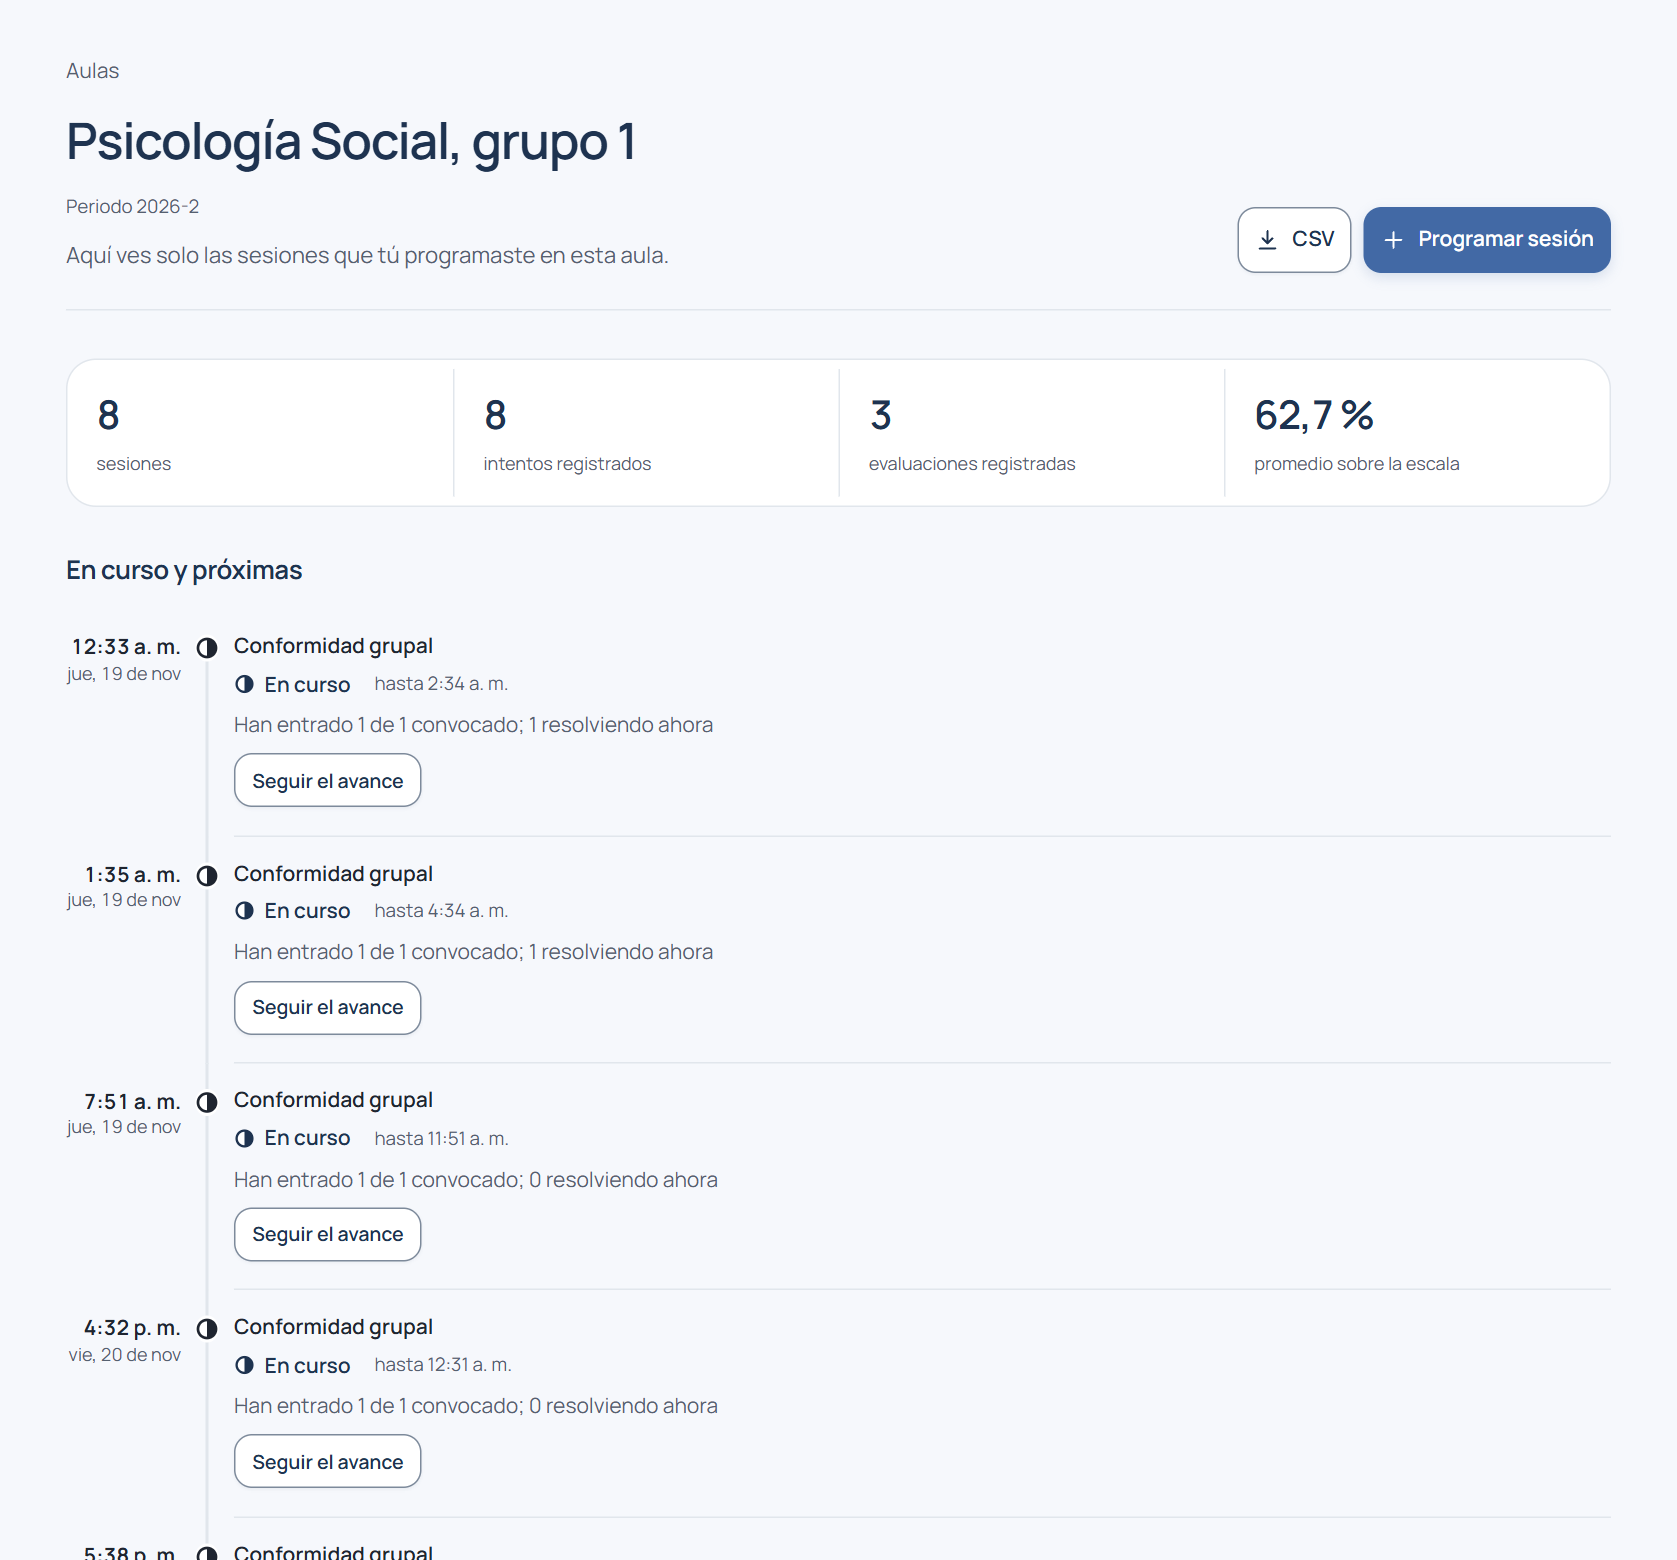 Aulas
Psicología Social, grupo 1
Periodo 2026-2
Aquí ves solo las sesiones que tú programaste en esta aula.
CSV
Programar sesión
8
sesiones
8
intentos registrados
3
evaluaciones registradas
62,7 %
promedio sobre la escala
En curso y próximas
12:33 a. m.
jue, 19 de nov
Conformidad grupal
En curso hasta 2:34 a. m.
Han entrado 1 de 1 convocado; 1 resolviendo ahora
Seguir el avance
1:35 a. m.
jue, 19 de nov
Conformidad grupal
En curso hasta 4:34 a. m.
Han entrado 1 de 1 convocado; 1 resolviendo ahora
Seguir el avance
7:51 a. m.
jue, 19 de nov
Conformidad grupal
En curso hasta 11:51 a. m.
Han entrado 1 de 1 convocado; 0 resolviendo ahora
Seguir el avance
4:32 p. m.
vie, 20 de nov
Conformidad grupal
En curso hasta 12:31 a. m.
Han entrado 1 de 1 convocado; 0 resolviendo ahora
Seguir el avance
5:38 p. m.
Conformidad grupal